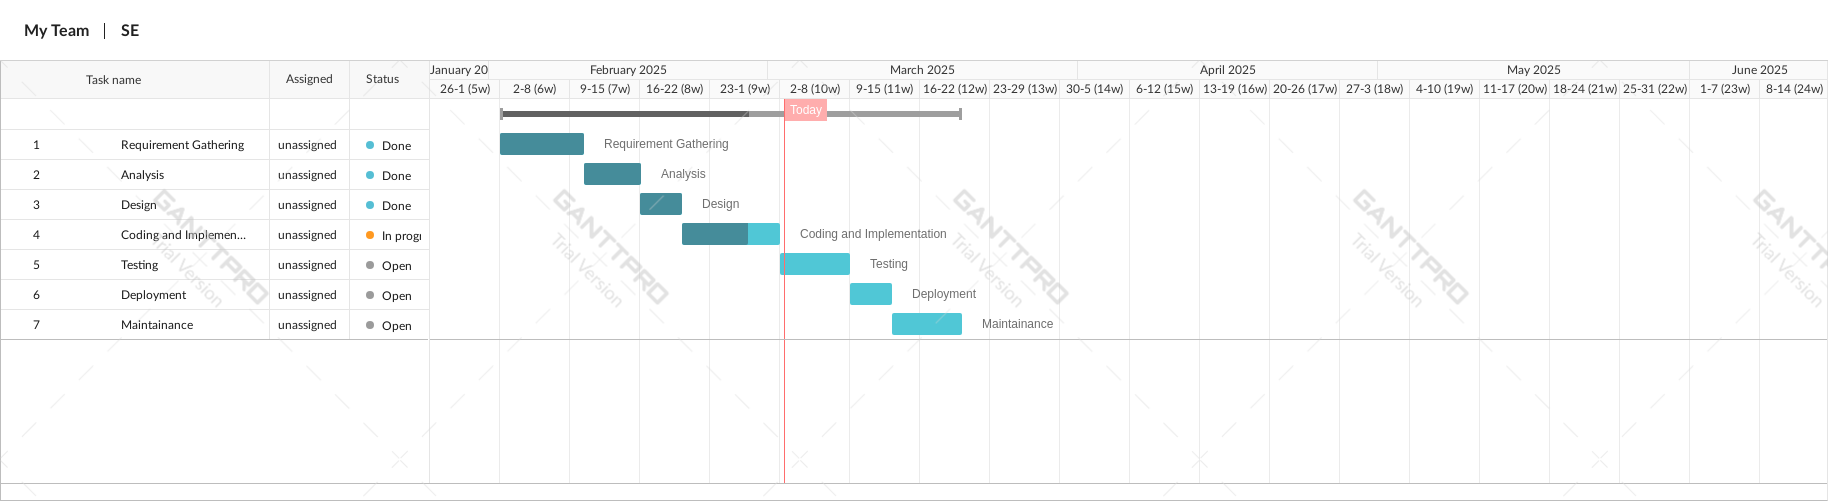 My Team | SE
Task name Assigned Status January 20 February 2025 March 2025 April 2025 May 2025 June 2025
26-1 (5w) 2-8 (6w) 9-15 (7w) 16-22 (8w) 23-1 (9w) 2-8 (10w) 9-15 (11w) 16-22 (12w) 23-29 (13w) 30-5 (14w) 6-12 (15w) 13-19 (16w) 20-26 (17w) 27-3 (18w) 4-10 (19w) 11-17 (20w) 18-24 (21w) 25-31 (22w) 1-7 (23w) 8-14 (24w)
Today
1 Requirement Gathering unassigned Done Requirement Gathering
2 Analysis unassigned Done Analysis
3 Design unassigned Done Design
4 Coding and Implemen... unassigned In progr Coding and Implementation
5 Testing unassigned Open Testing
6 Deployment unassigned Open Deployment
7 Maintainance unassigned Open Maintainance
GANTTPRO
Trial Version
GANTTPRO
Trial Version
GANTTPRO
Trial Version
GANTTPRO
Trial Version
GANTTPRO
Trial Version